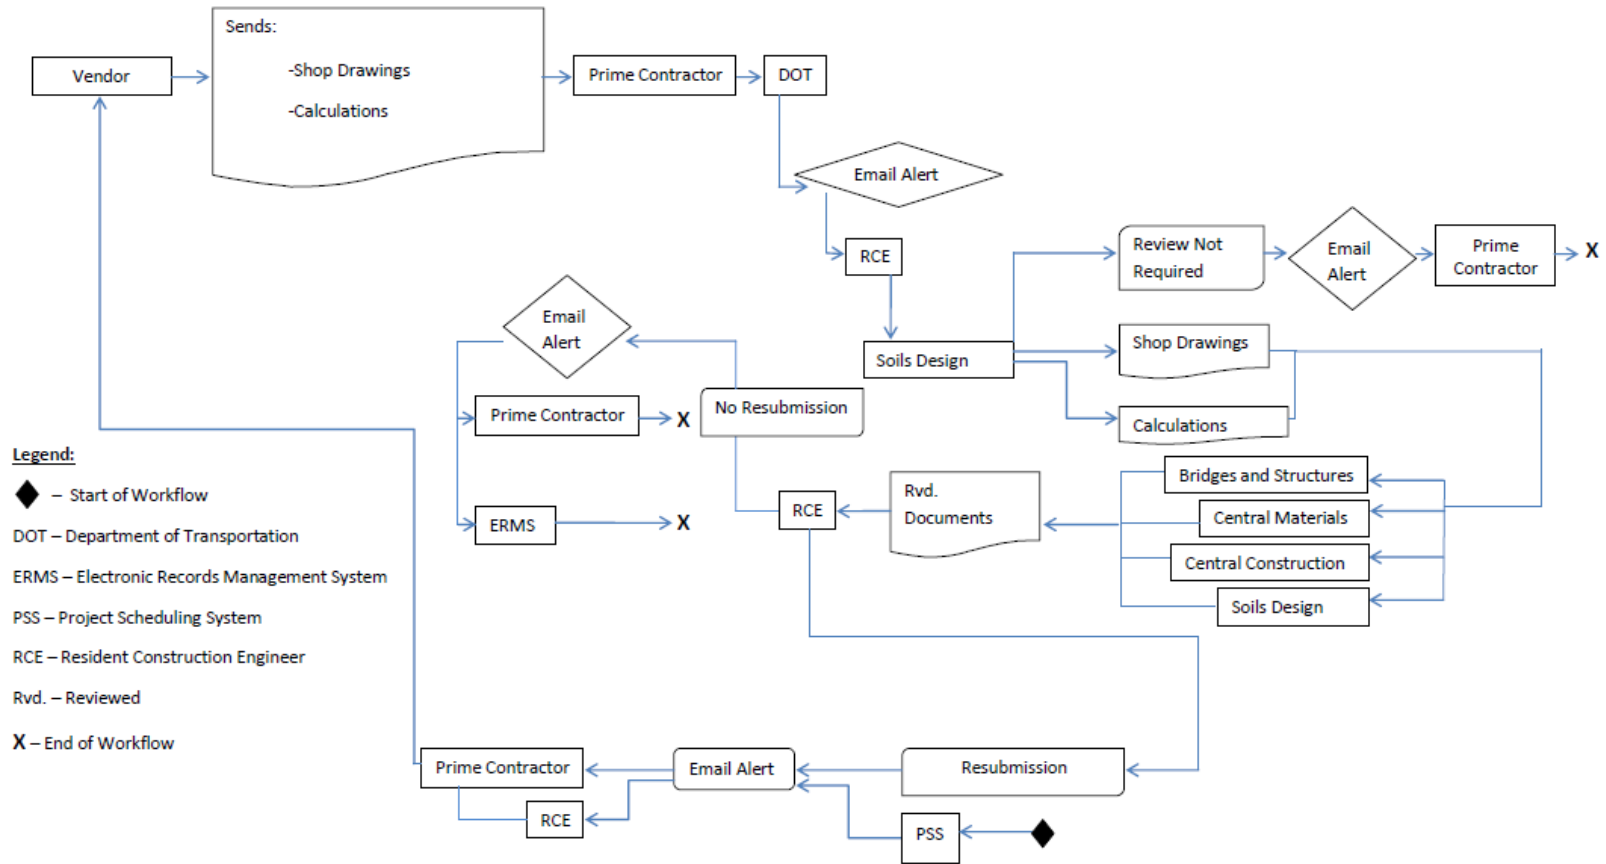 Sends:
Vendor
-Shop Drawings
-Calculations
Prime Contractor
DOT
Email Alert
RCE
Review Not
Required
Email
Alert
Prime
Contractor
X
Email
Alert
Soils Design
Shop Drawings
Calculations
Prime Contractor
X
No Resubmission
ERMS
X
RCE
Rvd.
Documents
Bridges and Structures
Central Materials
Central Construction
Soils Design
Legend:
– Start of Workflow
DOT – Department of Transportation
ERMS – Electronic Records Management System
PSS – Project Scheduling System
RCE – Resident Construction Engineer
Rvd. – Reviewed
X – End of Workflow
Prime Contractor
Email Alert
Resubmission
RCE
PSS